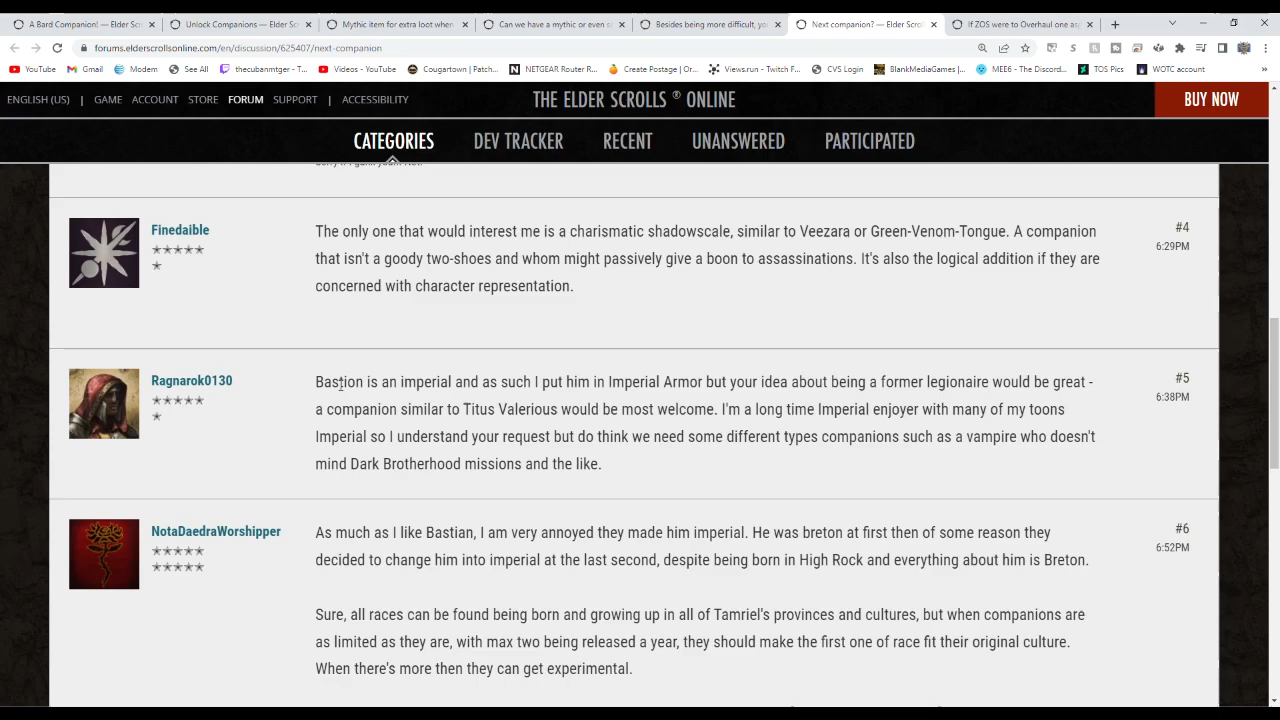 A Bard Companion! — Elder Scro
Unlock Companions — Elder Scr
Mythic item for extra loot when
Can we have a mythic or even s
Besides being more difficult, yo
Next companion? — Elder Scrol
If ZOS were to Overhaul one as
forums.elderscrollsonline.com/en/discussion/625407/next-companion
YouTube
Gmail
Modem
See All
thecubanmtger - T...
Videos - YouTube
Cougartown | Patch...
NETGEAR Router R...
Create Postage | Or...
Views.run - Twitch F...
CVS Login
BlankMediaGames |...
MEE6 - The Discord...
TOS Pics
WOTC account
ENGLISH (US) | GAME ACCOUNT STORE FORUM SUPPORT | ACCESSIBILITY
THE ELDER SCROLLS ® ONLINE
BUY NOW
CATEGORIES DEV TRACKER RECENT UNANSWERED PARTICIPATED
Finedaible
#4
6:29PM
The only one that would interest me is a charismatic shadowscale, similar to Veezara or Green-Venom-Tongue. A companion
that isn't a goody two-shoes and whom might passively give a boon to assassinations. It's also the logical addition if they are
concerned with character representation.
Ragnarok0130
#5
6:38PM
Bastion is an imperial and as such I put him in Imperial Armor but your idea about being a former legionaire would be great -
a companion similar to Titus Valerious would be most welcome. I'm a long time Imperial enjoyer with many of my toons
Imperial so I understand your request but do think we need some different types companions such as a vampire who doesn't
mind Dark Brotherhood missions and the like.
NotaDaedraWorshipper
#6
6:52PM
As much as I like Bastian, I am very annoyed they made him imperial. He was breton at first then of some reason they
decided to change him into imperial at the last second, despite being born in High Rock and everything about him is Breton.
Sure, all races can be found being born and growing up in all of Tamriel's provinces and cultures, but when companions are
as limited as they are, with max two being released a year, they should make the first one of race fit their original culture.
When there's more then they can get experimental.